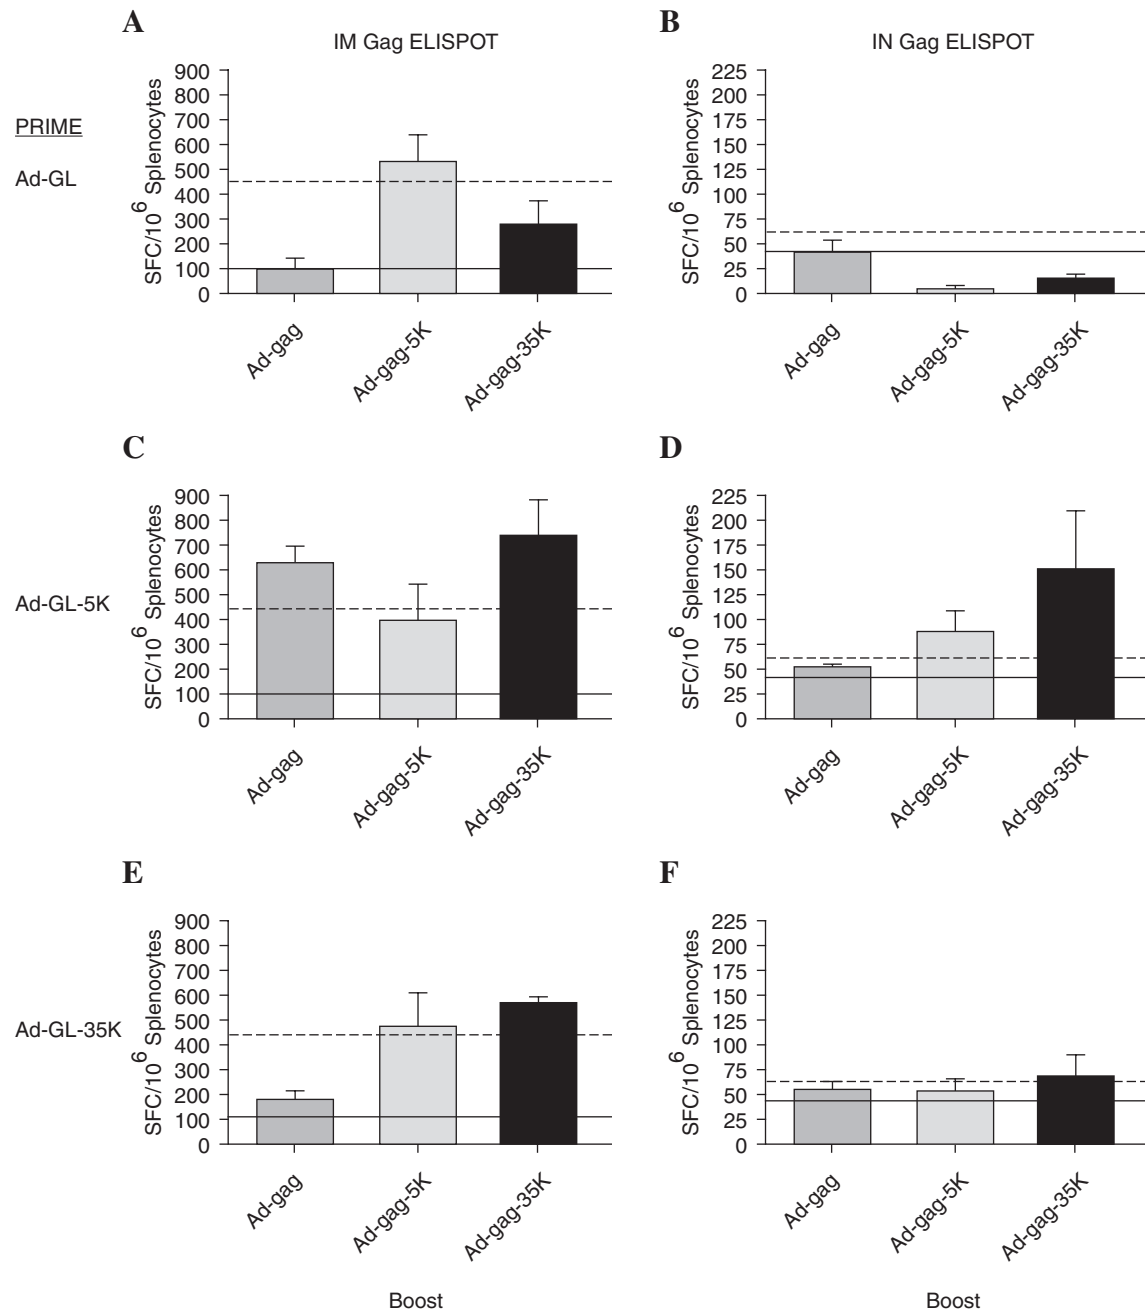 A
IM Gag ELISPOT
B
IN Gag ELISPOT
PRIME
Ad-GL
SFC/10^6 Splenocytes
900
800
700
600
500
400
300
200
100
0
Ad-gag
Ad-gag-5K
Ad-gag-35K
SFC/10^6 Splenocytes
225
200
175
150
125
100
75
50
25
0
Ad-gag
Ad-gag-5K
Ad-gag-35K
C
D
Ad-GL-5K
SFC/10^6 Splenocytes
900
800
700
600
500
400
300
200
100
0
Ad-gag
Ad-gag-5K
Ad-gag-35K
SFC/10^6 Splenocytes
225
200
175
150
125
100
75
50
25
0
Ad-gag
Ad-gag-5K
Ad-gag-35K
E
F
Ad-GL-35K
SFC/10^6 Splenocytes
900
800
700
600
500
400
300
200
100
0
Ad-gag
Ad-gag-5K
Ad-gag-35K
SFC/10^6 Splenocytes
225
200
175
150
125
100
75
50
25
0
Ad-gag
Ad-gag-5K
Ad-gag-35K
Boost
Boost